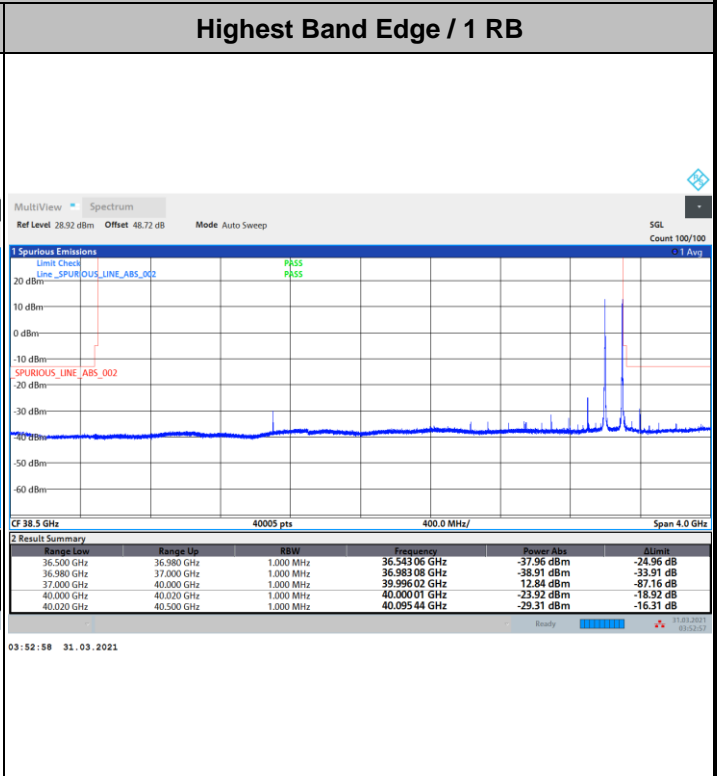 Highest Band Edge / 1 RB
MultiView Spectrum
Ref Level 28.92 dBm Offset 48.72 dB Mode Auto Sweep SGL
Count 100/100
1 Spurious Emissions 1 Avg
Limit Check PASS
Line _SPURIOUS_LINE_ABS_002 PASS
20 dBm
10 dBm
0 dBm
-10 dBm
_SPURIOUS_LINE_ABS_002
-20 dBm
-30 dBm
-40 dBm
-50 dBm
-60 dBm
CF 38.5 GHz 40005 pts 400.0 MHz/ Span 4.0 GHz
2 Result Summary
Range Low Range Up RBW Frequency Power Abs ΔLimit
36.500 GHz 36.980 GHz 1.000 MHz 36.543 06 GHz -37.96 dBm -24.96 dB
36.980 GHz 37.000 GHz 1.000 MHz 36.983 08 GHz -38.91 dBm -33.91 dB
37.000 GHz 40.000 GHz 1.000 MHz 39.996 02 GHz 12.84 dBm -87.16 dB
40.000 GHz 40.020 GHz 1.000 MHz 40.000 01 GHz -23.92 dBm -18.92 dB
40.020 GHz 40.500 GHz 1.000 MHz 40.095 44 GHz -29.31 dBm -16.31 dB
Ready 31.03.2021
03:52:57
03:52:58 31.03.2021